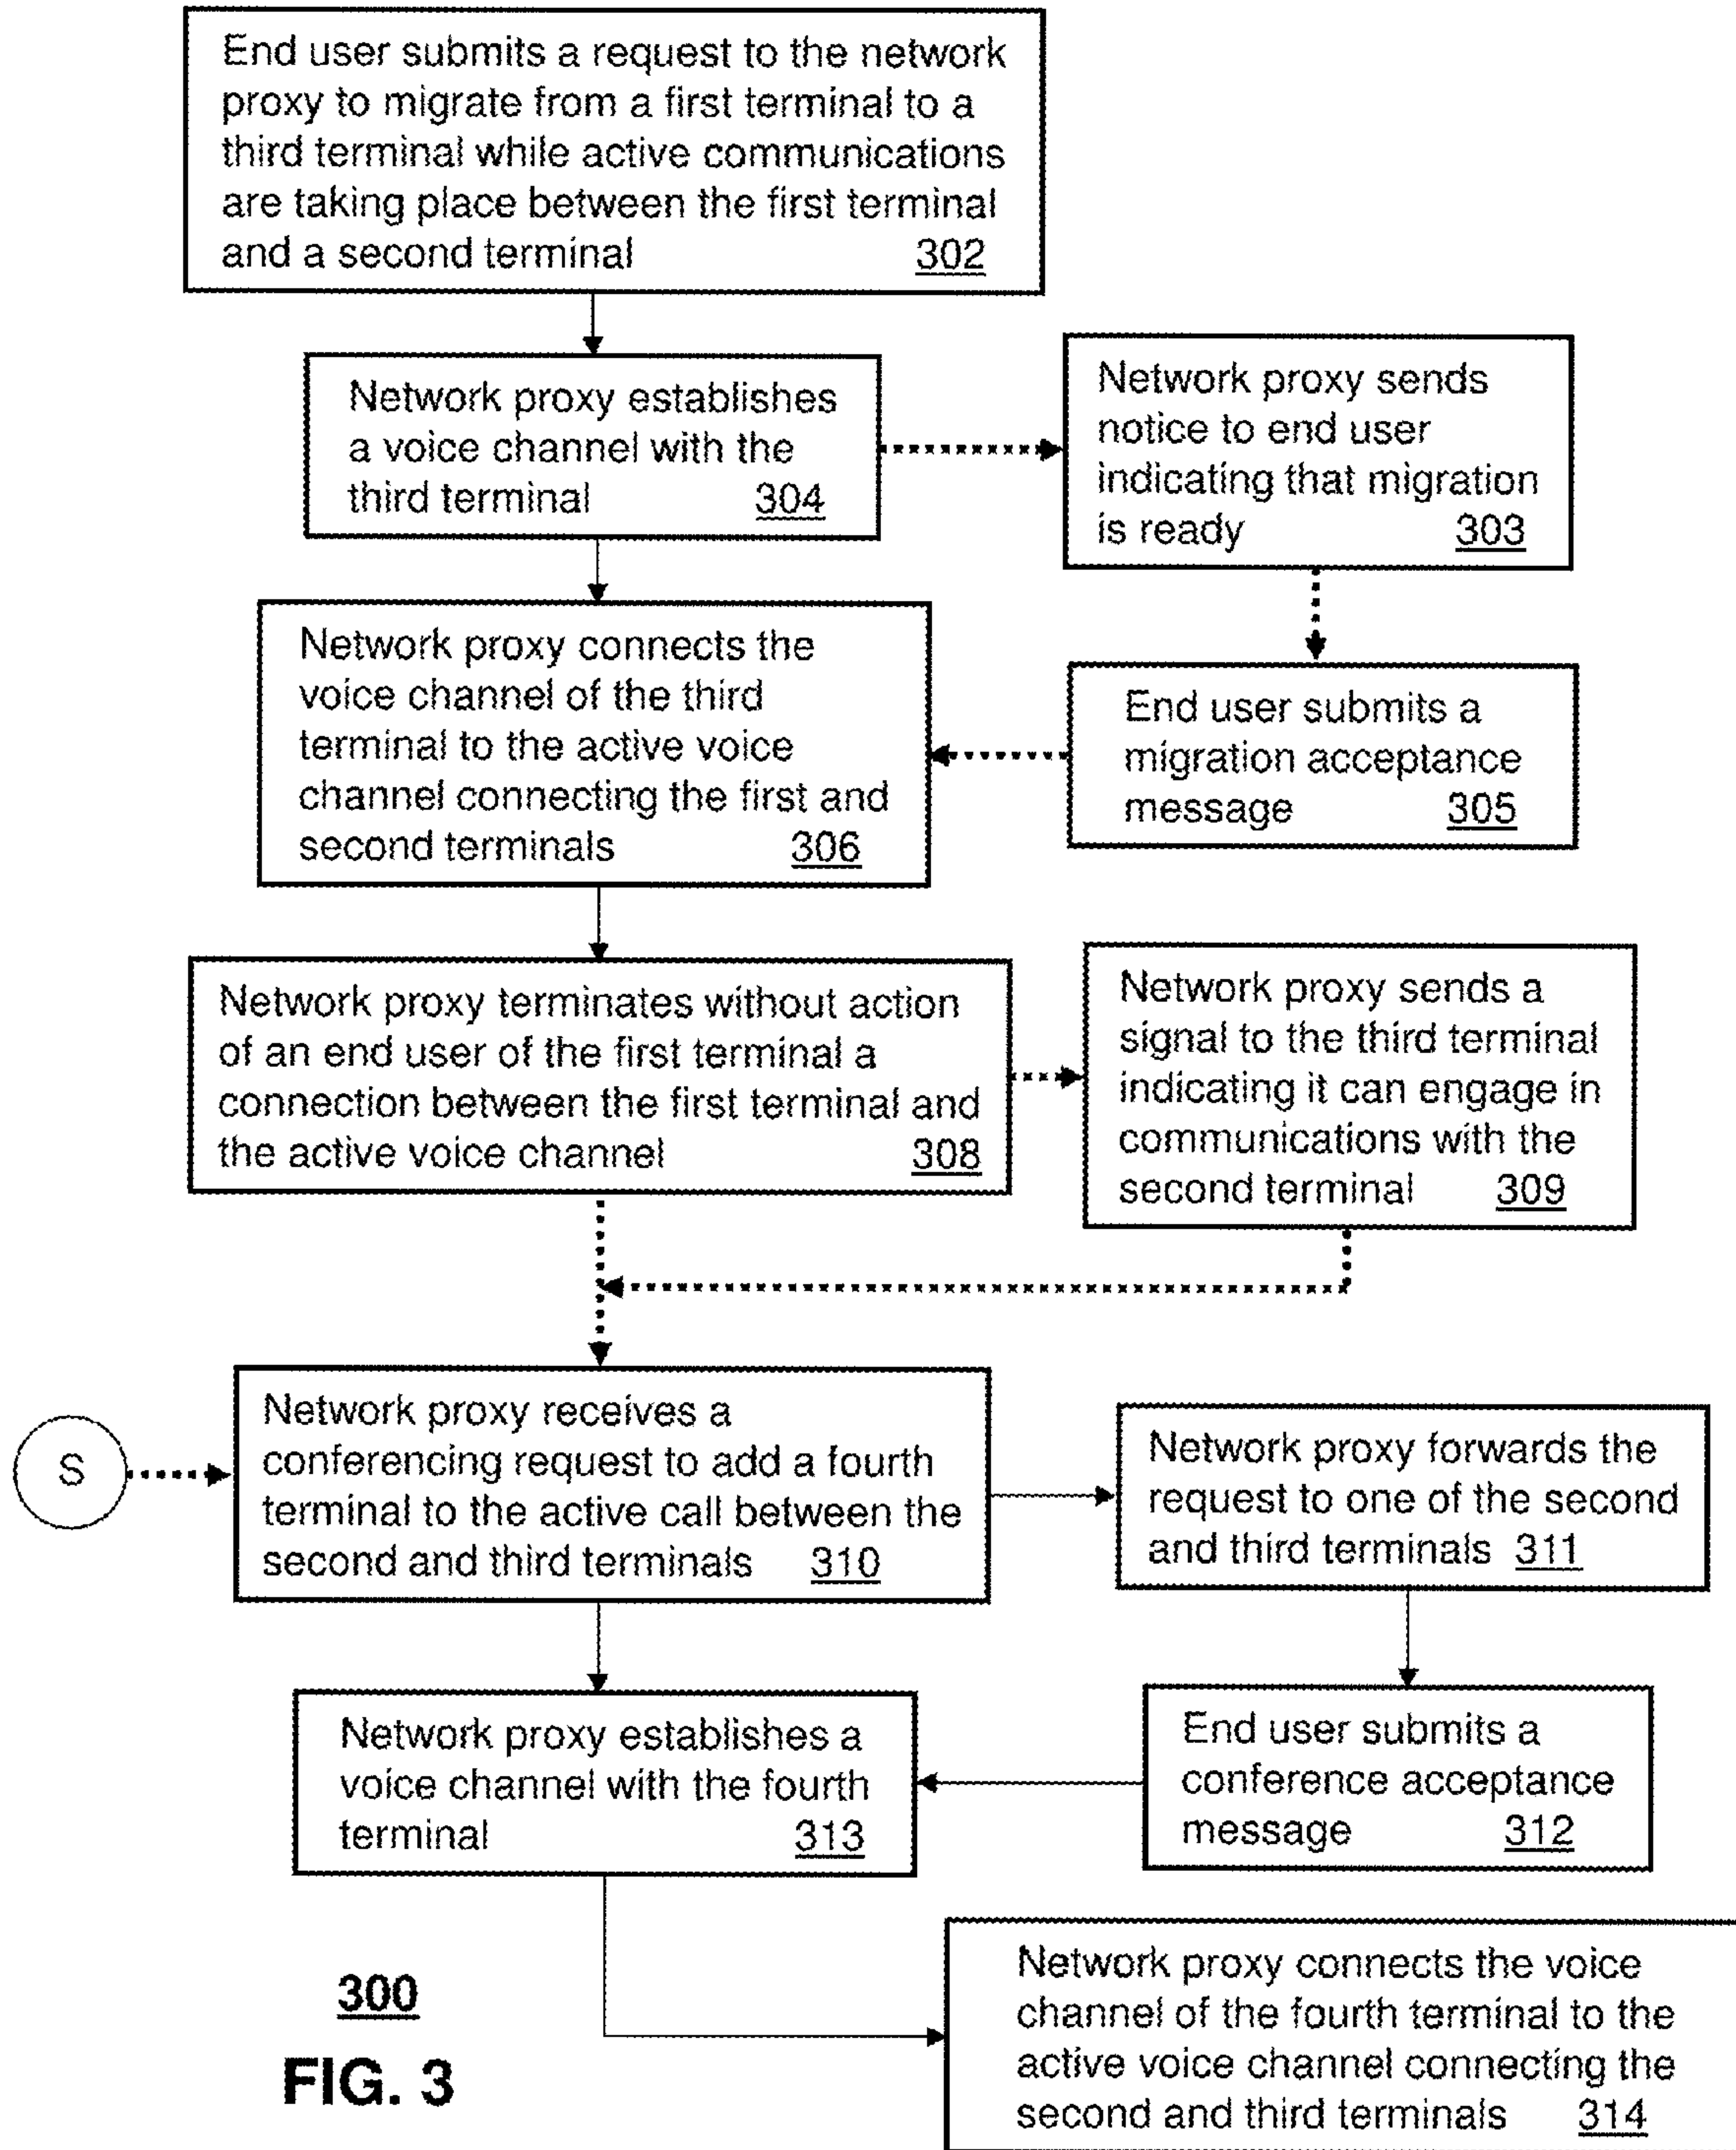 End user submits a request to the network
proxy to migrate from a first terminal to a
third terminal while active communications
are taking place between the first terminal
and a second terminal 302
Network proxy establishes
a voice channel with the
third terminal 304
Network proxy sends
notice to end user
indicating that migration
is ready 303
Network proxy connects the
voice channel of the third
terminal to the active voice
channel connecting the first and
second terminals 306
End user submits a
migration acceptance
message 305
Network proxy terminates without action
of an end user of the first terminal a
connection between the first terminal and
the active voice channel 308
Network proxy sends a
signal to the third terminal
indicating it can engage in
communications with the
second terminal 309
S
Network proxy receives a
conferencing request to add a fourth
terminal to the active call between the
second and third terminals 310
Network proxy forwards the
request to one of the second
and third terminals 311
Network proxy establishes a
voice channel with the fourth
terminal 313
End user submits a
conference acceptance
message 312
Network proxy connects the voice
channel of the fourth terminal to the
active voice channel connecting the
second and third terminals 314
300
FIG. 3